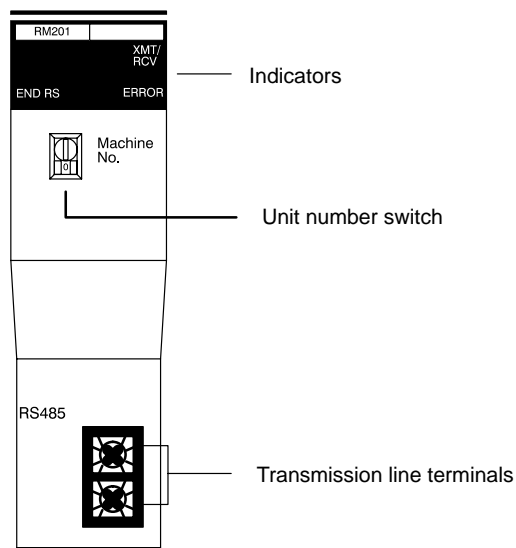 RM201
XMT/
RCV
Indicators
END RS
ERROR
Machine
No.
0
Unit number switch
RS485
Transmission line terminals